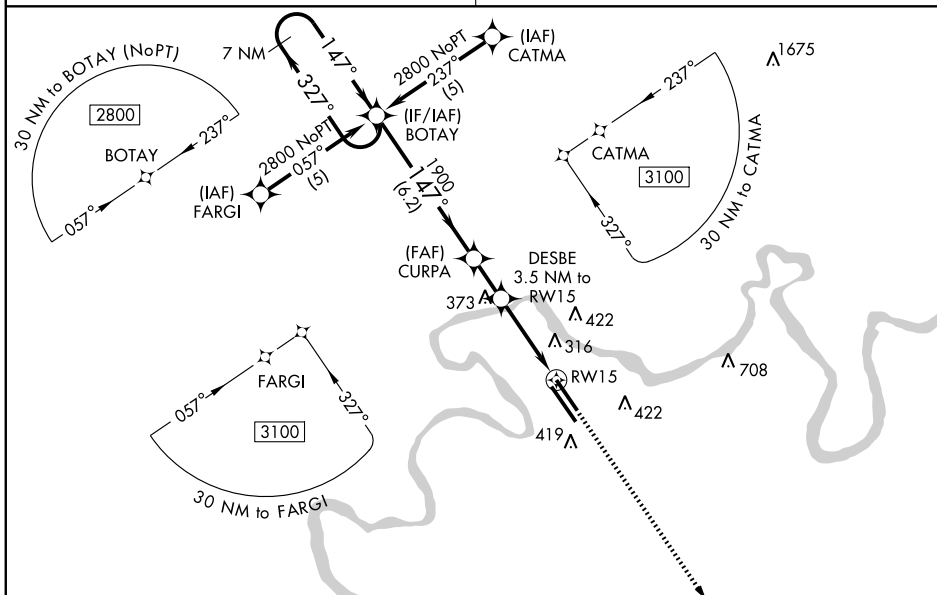 30 NM to BOTAY (NoPT)
2800
BOTAY
237°
057°
7 NM
147°
327°
2800 NoPT
237°
(5)
(IAF)
CATMA
(IF/IAF)
BOTAY
2800 NoPT
057°
(5)
(IAF)
FARGI
1900
147°
(6.2)
1675
237°
CATMA
3100
327°
30 NM to CATMA
(FAF)
CURPA
DESBE
3.5 NM to
RW15
373
422
316
708
RW15
422
419
FARGI
057°
327°
3100
30 NM to FARGI